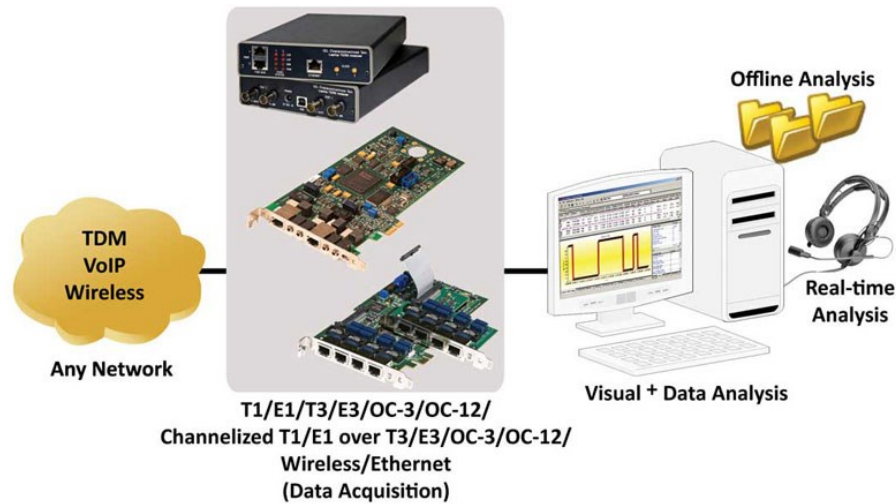 TDM
VoIP
Wireless
Any Network
T1/E1/T3/E3/OC-3/OC-12/
Channelized T1/E1 over T3/E3/OC-3/OC-12/
Wireless/Ethernet
(Data Acquisition)
Offline Analysis
Real-time
Analysis
Visual + Data Analysis